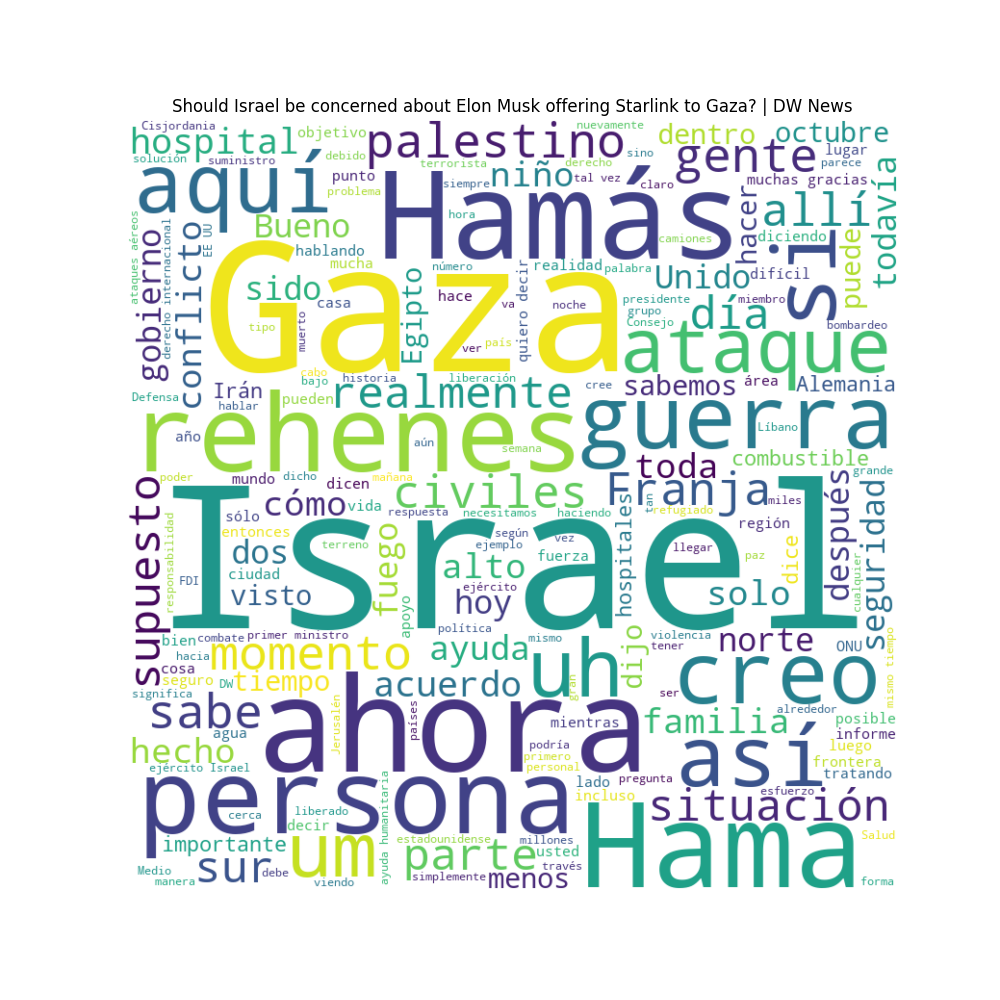 Should Israel be concerned about Elon Musk offering Starlink to Gaza? | DW News
Cisjordania
hospital
objetivo
palestino
nuevamente
dentro
octubre
solución
suministro
debido
punto
problema
terrorista
siempre
niño
derecho
tal vez
sino
claro
gente
lugar
parece
muchas gracias
aquí
Hamás
hacer
allí
todavía
ataques aéreos
derecho internacional
EE UU
gobierno
conflicto
Bueno
hablando
mucha
hora
camiones
diciendo
si
puede
sido
casa
Egipto
número
hace
va
noche
quiero decir
realidad
palabra
Unido
difícil
presidente
miembro
grupo
Consejo
día
bombardeo
Gaza
tipo
muerto
ver
país
ataque
cabo
bajo
historia
liberación
cree
sabemos
área
Alemania
Defensa
Irán
hablar
pueden
realmente
rehenes
guerra
Líbano
año
aún
semana
toda
combustible
grande
poder
mundo
dicho
dicen
mañana
civiles
Franja
miles
supuesto
sólo
cómo
vida
respuesta
necesitamos
haciendo
tan
refugiado
región
después
seguridad
entonces
según
vez
ejemplo
hospitales
llegar
paz
dice
cualquier
responsabilidad
dos
terreno
fuego
alto
fuerza
Israel
FDI
ciudad
visto
apoyo
ejército
hoy
solo
bien
combate
primer ministro
política
mismo
dijo
violencia
tener
norte
ONU
hacia
cosa
momento
ayuda
uh
creo
mismo tiempo
seguro
DW
tiempo
acuerdo
gran
ser
significa
sabe
ahora
países
mientras
familia
alrededor
posible
informe
agua
Jerusalén
podría
primero
personal
hecho
así
luego
frontera
ejército Israel
tratando
persona
lado
pregunta
incluso
esfuerzo
situación
cerca
liberado
decir
ayuda humanitaria
estadounidense
millones
Hama
Salud
importante
um
parte
usted
través
Medio
manera
sur
debe
viendo
simplemente
menos
forma